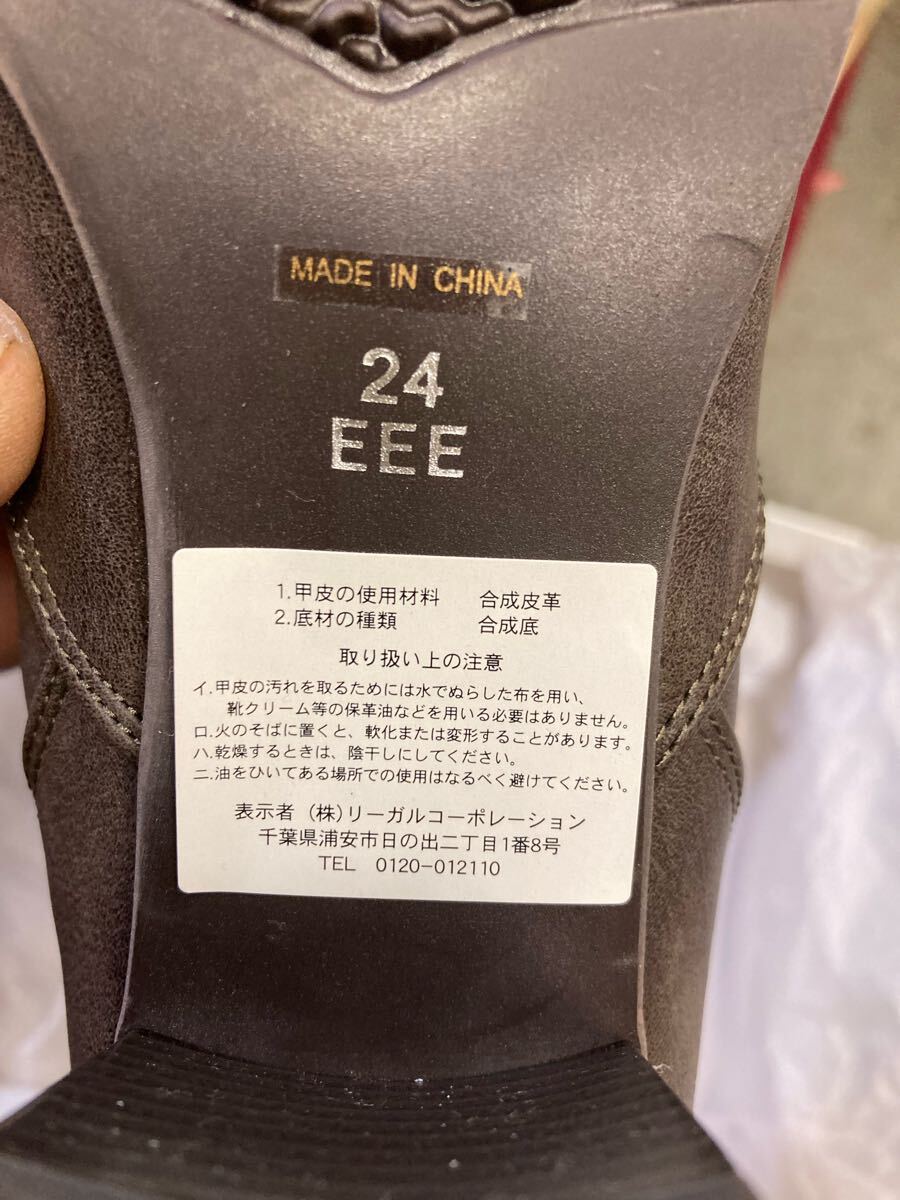 MADE IN CHINA
24
EEE
1.甲皮の使用材料 合成皮革
2.底材の種類 合成底
取り扱い上の注意
イ.甲皮の汚れを取るためには水でぬらした布を用い、
靴クリーム等の保革油などを用いる必要はありません。
ロ.火のそばに置くと、軟化または変形することがあります。
ハ.乾燥するときは、陰干しにしてください。
ニ.油をひいてある場所での使用はなるべく避けてください。
表示者 (株)リーガルコーポレーション
千葉県浦安市日の出二丁目1番8号
TEL 0120-012110